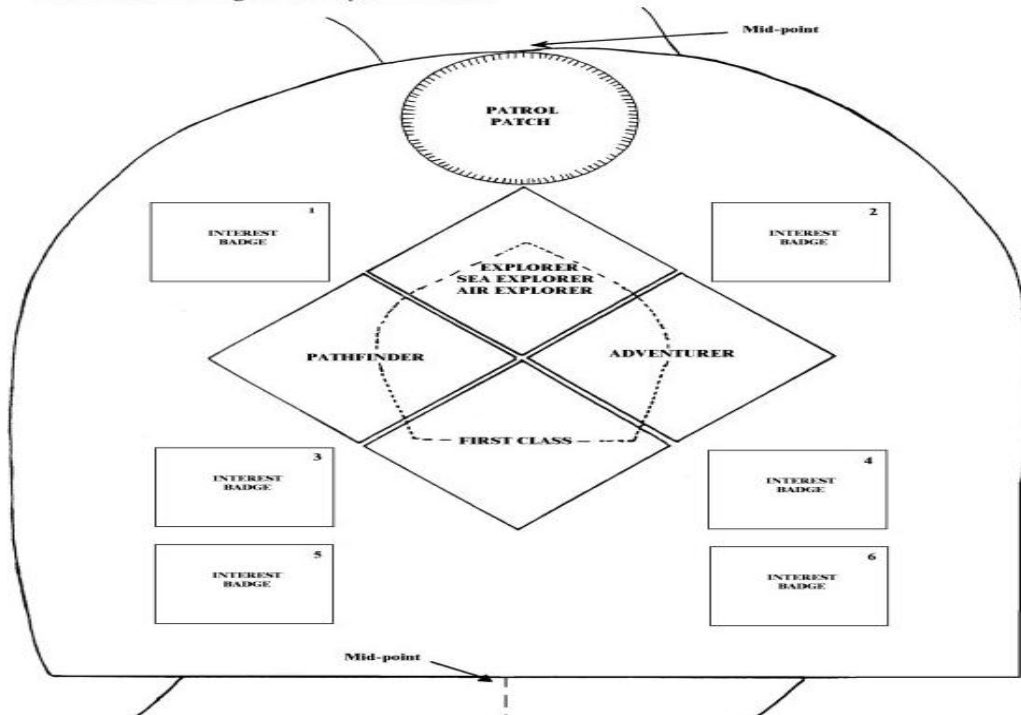 Mid-point
PATROL
PATCH
1
INTEREST
BADGE
2
INTEREST
BADGE
EXPLORER
SEA EXPLORER
AIR EXPLORER
PATHFINDER
ADVENTURER
FIRST CLASS
3
INTEREST
BADGE
4
INTEREST
BADGE
5
INTEREST
BADGE
6
INTEREST
BADGE
Mid-point